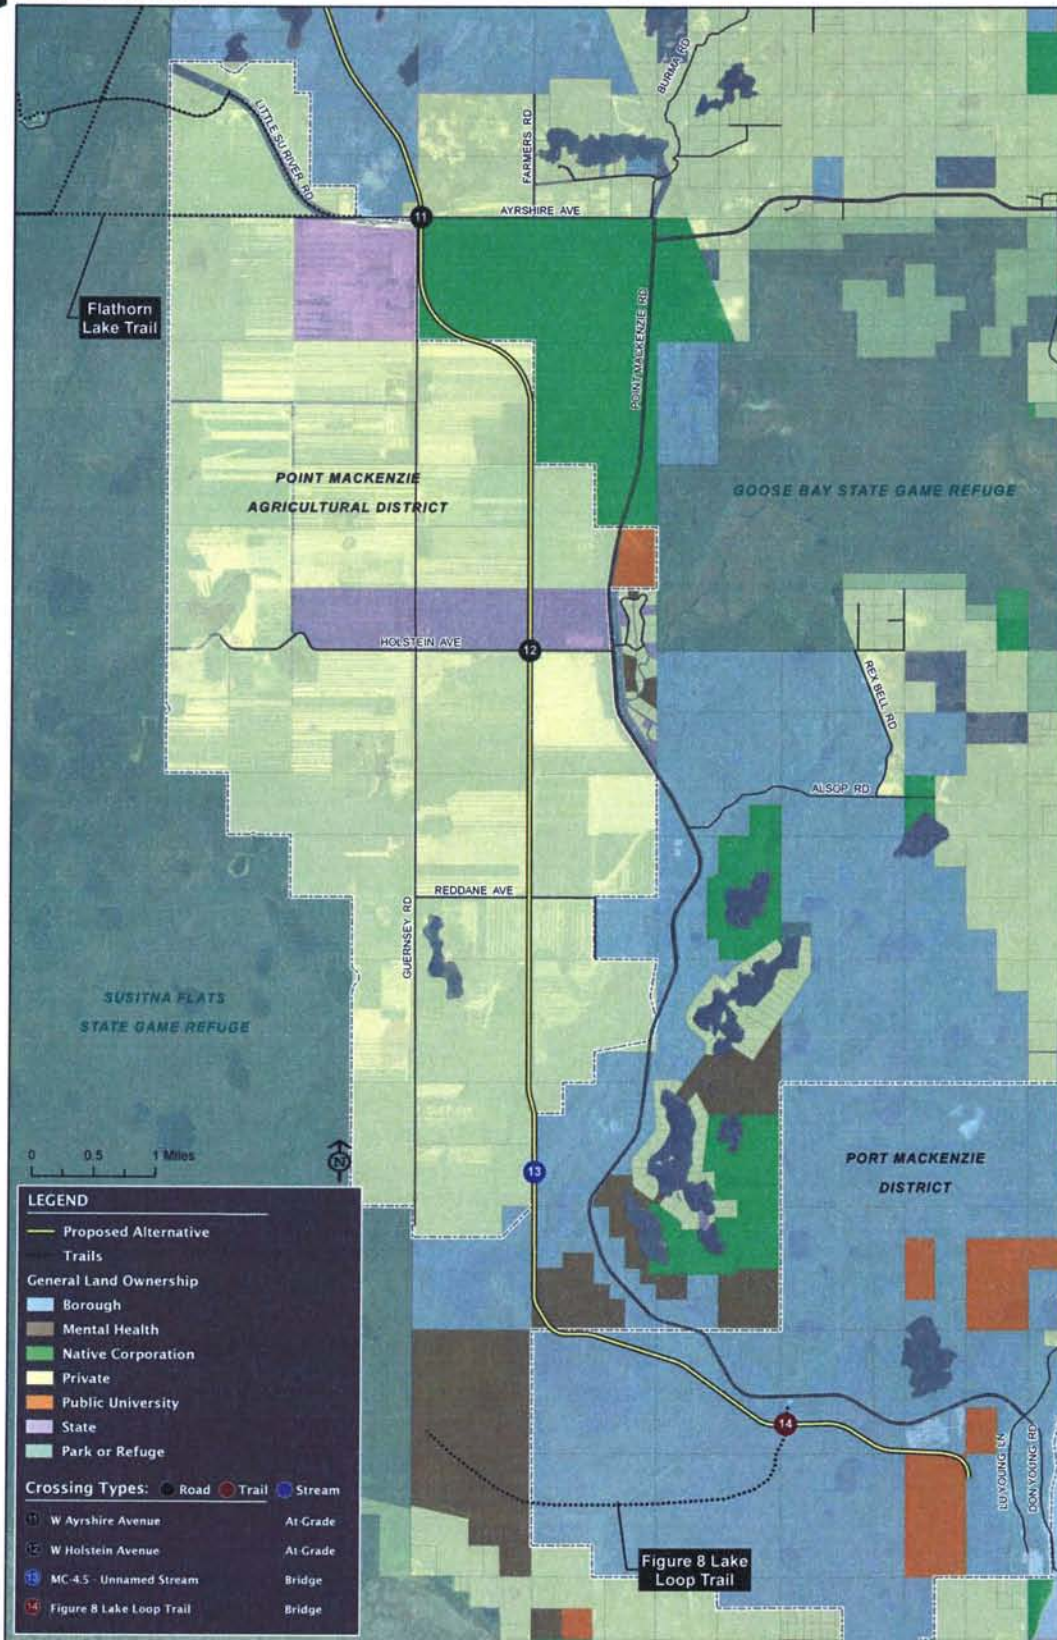 BURMA RD
LITTLE SU RIVER RD
FARMERS RD
11
AYRSHIRE AVE
Flathorn
Lake Trail
POINT MACKENZIE RD
POINT MACKENZIE
AGRICULTURAL DISTRICT
GOOSE BAY STATE GAME REFUGE
HOLSTEIN AVE
12
REX BELL RD
ALSOP RD
REDDANE AVE
GUERNSEY RD
SUSITNA FLATS
STATE GAME REFUGE
0 0.5 1 Miles
N
13
PORT MACKENZIE
DISTRICT
LEGEND
Proposed Alternative
Trails
General Land Ownership
Borough
Mental Health
Native Corporation
Private
Public University
State
Park or Refuge
Crossing Types: Road Trail Stream
11 W Ayrshire Avenue At-Grade
12 W Holstein Avenue At-Grade
13 MC-4.5 - Unnamed Stream Bridge
14 Figure 8 Lake Loop Trail Bridge
14
LU YOUNG LN
DON YOUNG RD
Figure 8 Lake
Loop Trail